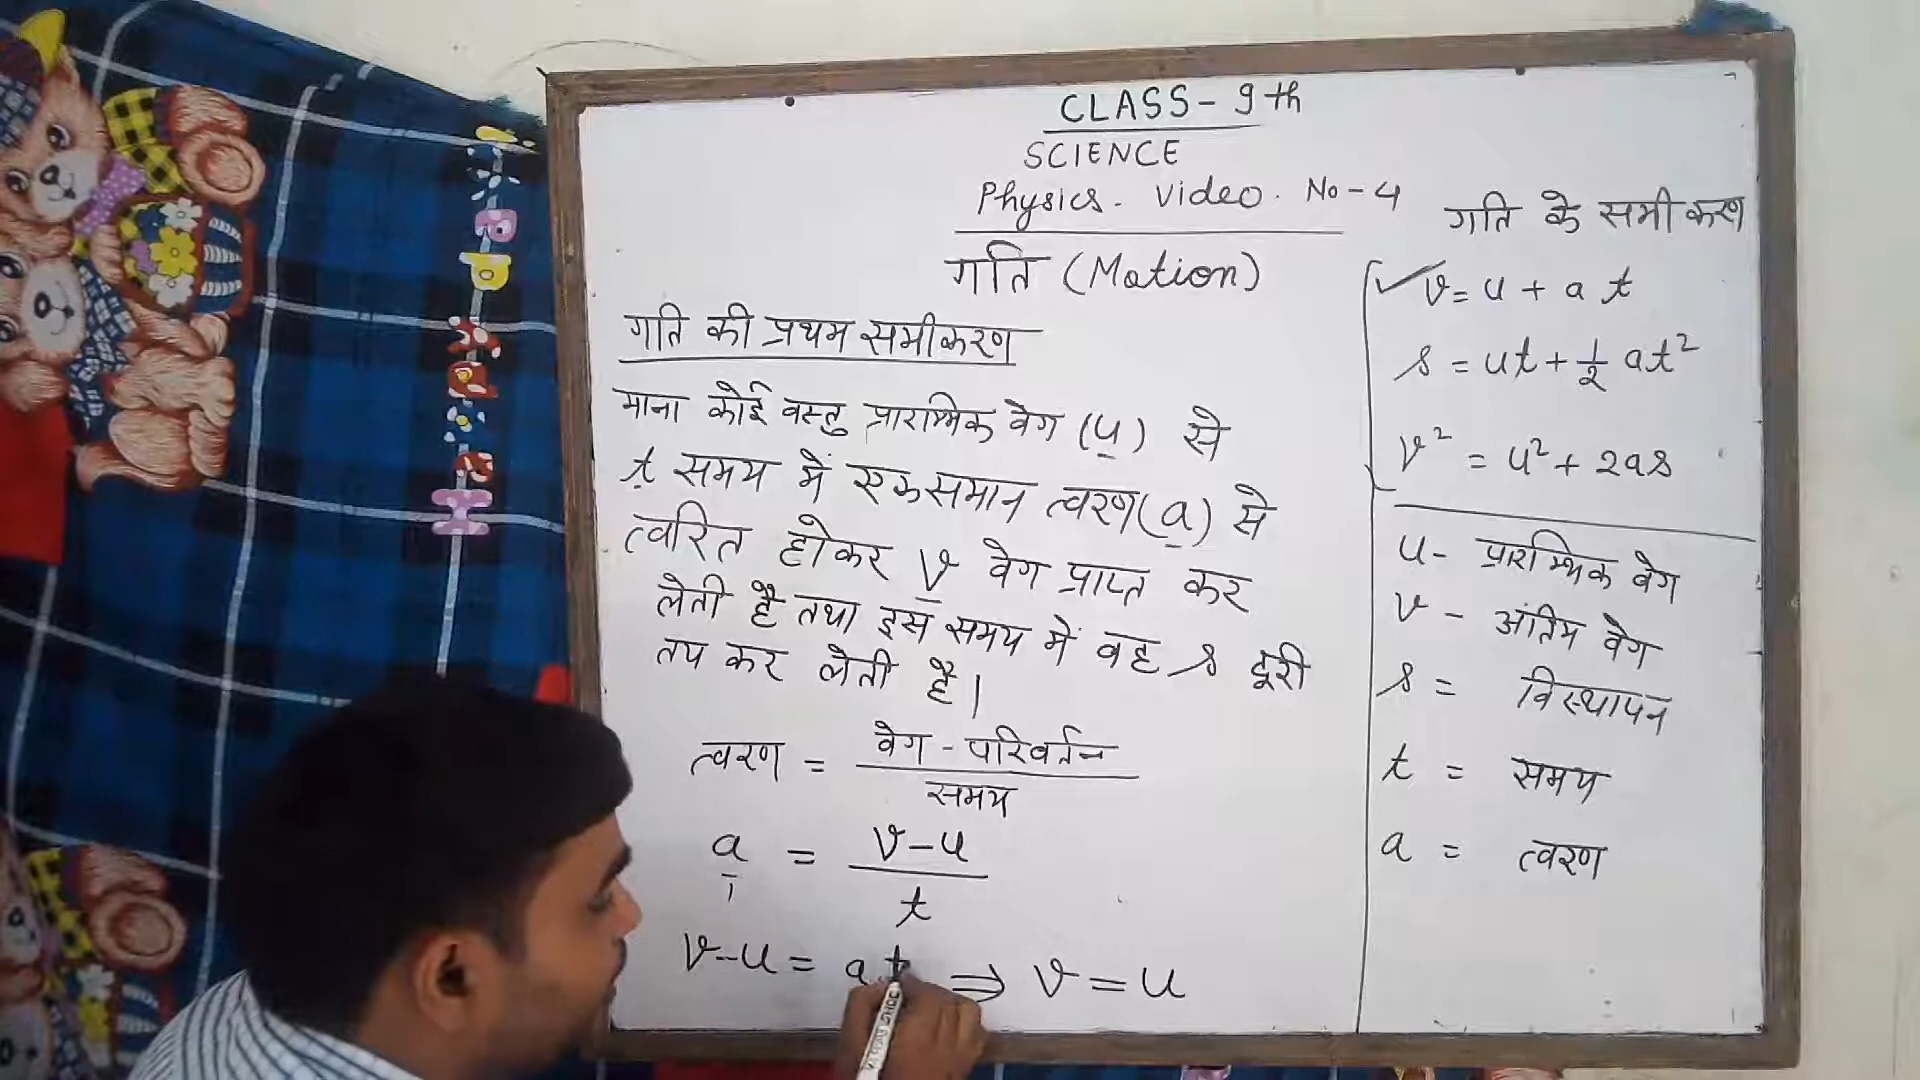 CLASS - 9th
SCIENCE
Physics. Video. No - 4
गति (Motion)
गति की प्रथम समीकरण
माना कोई वस्तु प्रारम्भिक वेग (u) से
t समय में एकसमान त्वरण (a) से
त्वरित होकर v वेग प्राप्त कर
लेती है तथा इस समय में वह s दूरी
तय कर लेती है।
त्वरण = वेग - परिवर्तन / समय
a = v-u / t
v-u = at ⇒ v = u
गति के समीकरण
✓ v = u + at
s = ut + 1/2 at²
v² = u² + 2as
u - प्रारम्भिक वेग
v - अंतिम वेग
s = विस्थापन
t = समय
a = त्वरण